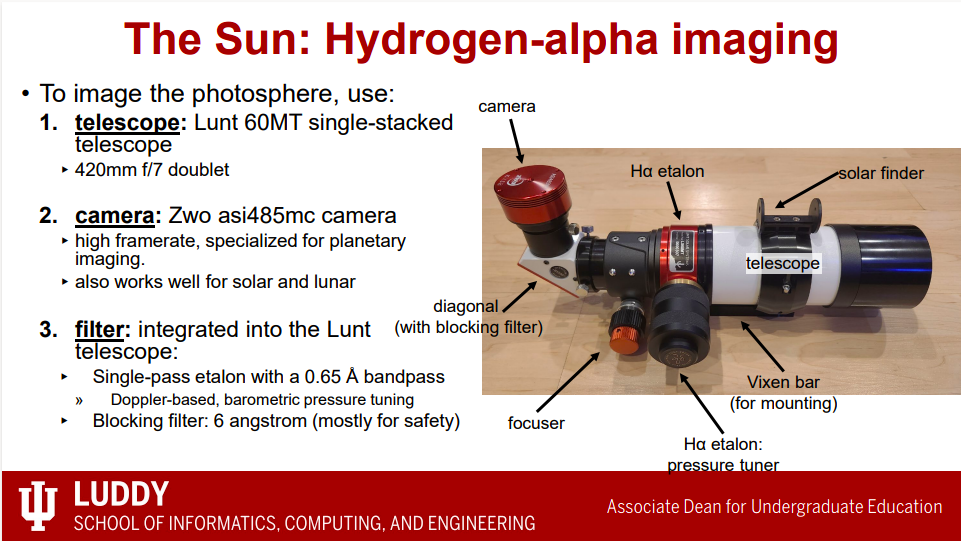 The Sun: Hydrogen-alpha imaging
• To image the photosphere, use:
1. telescope: Lunt 60MT single-stacked
telescope
‣ 420mm f/7 doublet
2. camera: Zwo asi485mc camera
‣ high framerate, specialized for planetary
imaging.
‣ also works well for solar and lunar
3. filter: integrated into the Lunt
telescope:
‣ Single-pass etalon with a 0.65 Å bandpass
» Doppler-based, barometric pressure tuning
‣ Blocking filter: 6 angstrom (mostly for safety)
camera
Hα etalon
solar finder
telescope
diagonal
(with blocking filter)
focuser
Vixen bar
(for mounting)
Hα etalon:
pressure tuner
LUDDY
SCHOOL OF INFORMATICS, COMPUTING, AND ENGINEERING
Associate Dean for Undergraduate Education